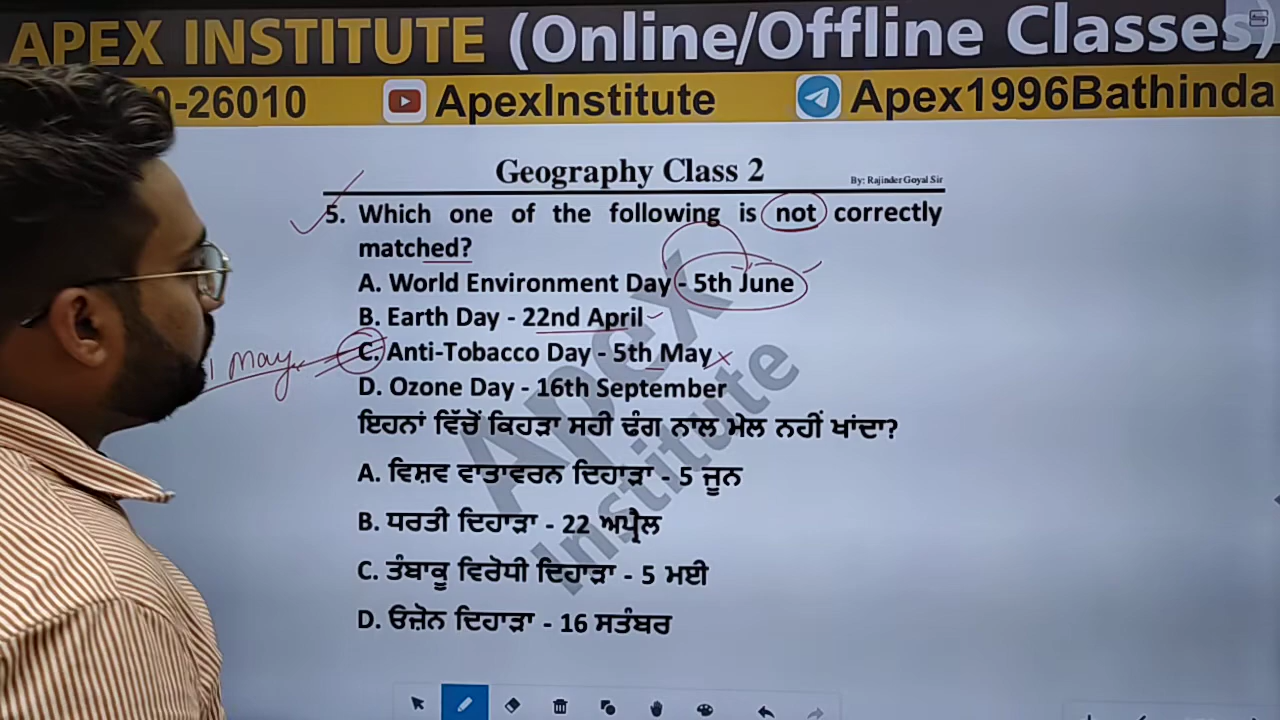 APEX INSTITUTE (Online/Offline Classes)
0-26010 ApexInstitute Apex1996Bathinda
Geography Class 2
By: Rajinder Goyal Sir
5. Which one of the following is not correctly
matched?
A. World Environment Day - 5th June
B. Earth Day - 22nd April
1 May C. Anti-Tobacco Day - 5th May
D. Ozone Day - 16th September
ਇਹਨਾਂ ਵਿੱਚੋਂ ਕਿਹੜਾ ਸਹੀ ਢੰਗ ਨਾਲ ਮੇਲ ਨਹੀਂ ਖਾਂਦਾ?
A. ਵਿਸ਼ਵ ਵਾਤਾਵਰਨ ਦਿਹਾੜਾ - 5 ਜੂਨ
B. ਧਰਤੀ ਦਿਹਾੜਾ - 22 ਅਪ੍ਰੈਲ
C. ਤੰਬਾਕੂ ਵਿਰੋਧੀ ਦਿਹਾੜਾ - 5 ਮਈ
D. ਓਜ਼ੋਨ ਦਿਹਾੜਾ - 16 ਸਤੰਬਰ
Apex
Institute